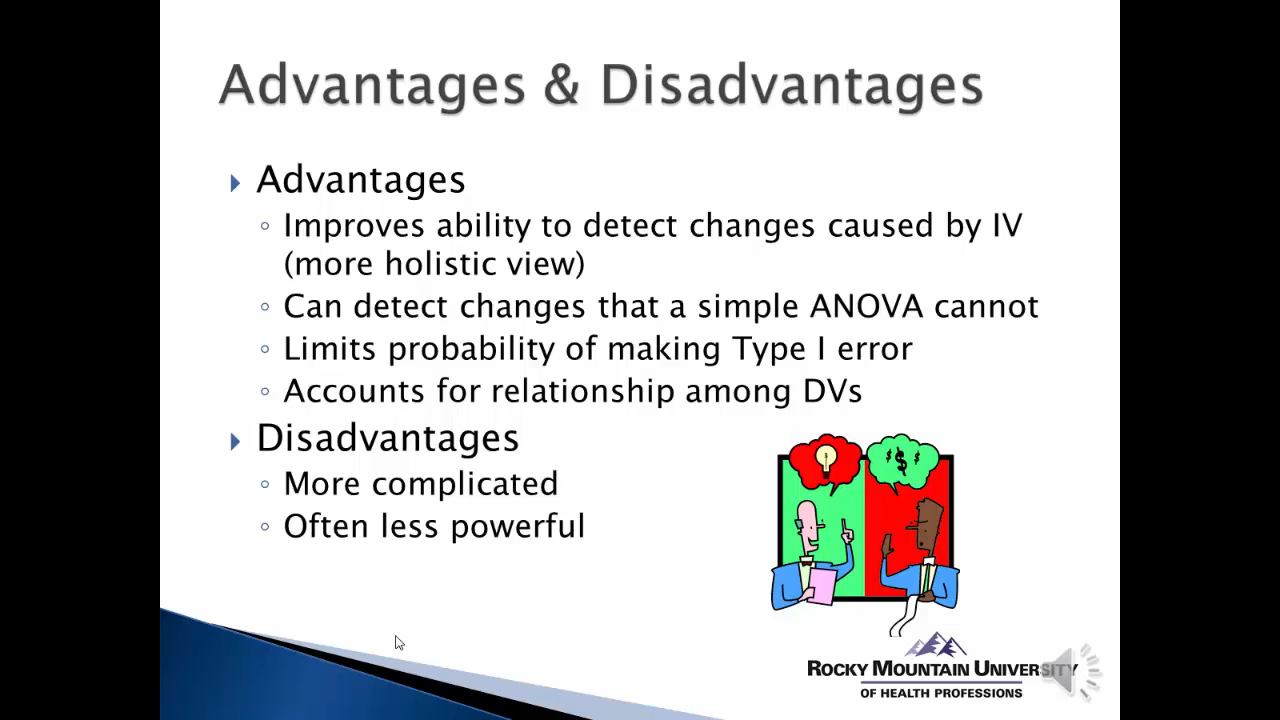 Advantages & Disadvantages
Advantages
Improves ability to detect changes caused by IV
(more holistic view)
Can detect changes that a simple ANOVA cannot
Limits probability of making Type I error
Accounts for relationship among DVs
Disadvantages
More complicated
Often less powerful
$ $ $
ROCKY MOUNTAIN UNIVERSITY
OF HEALTH PROFESSIONS